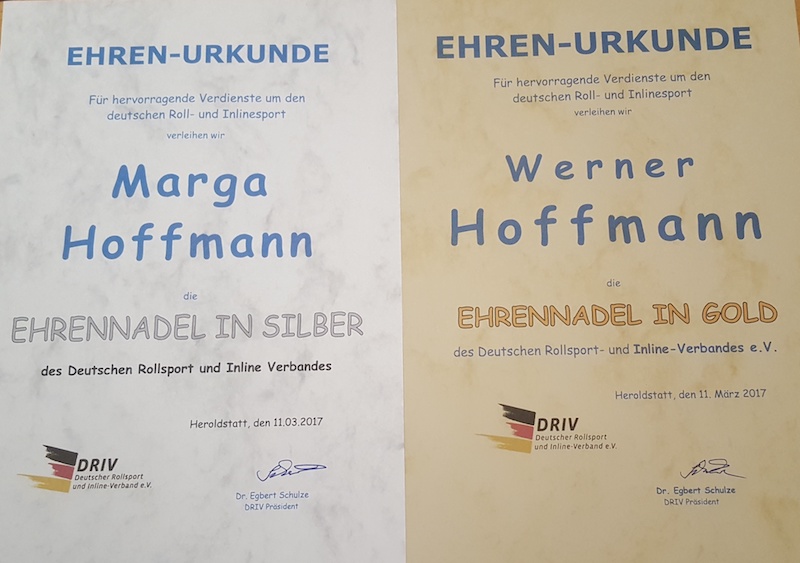 EHREN-URKUNDE
Für hervorragende Verdienste um den
deutschen Roll- und Inlinesport
verleihen wir
Marga
Hoffmann
die
EHRENNADEL IN SILBER
des Deutschen Rollsport und Inline Verbandes
Heroldstatt, den 11.03.2017
DRIV
Deutscher Rollsport
und Inline-Verband e.V.
Dr. Egbert Schulze
DRIV Präsident
EHREN-URKUNDE
Für hervorragende Verdienste um den
deutschen Roll- und Inlinesport
verleihen wir
Werner
Hoffmann
die
EHRENNADEL IN GOLD
des Deutschen Rollsport- und Inline-Verbandes e.V.
Heroldstatt, den 11. März 2017
DRIV
Deutscher Rollsport
und Inline-Verband e.V.
Dr. Egbert Schulze
DRIV Präsident